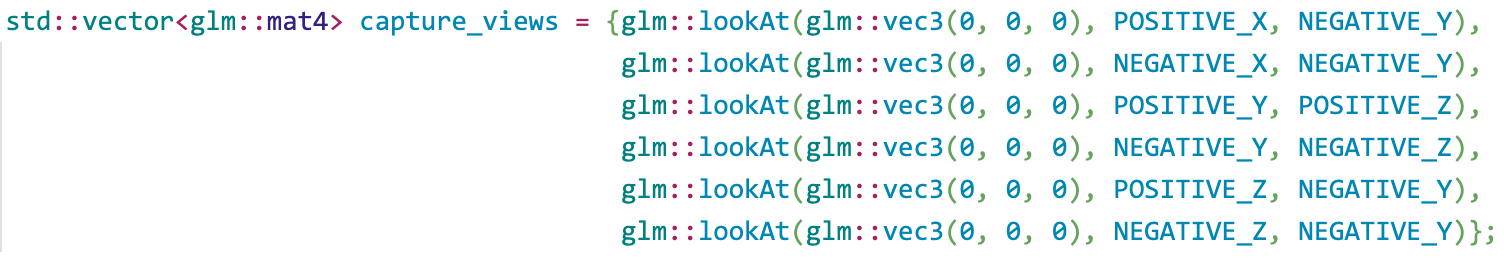 std::vector<glm::mat4> capture_views = {glm::lookAt(glm::vec3(0, 0, 0), POSITIVE_X, NEGATIVE_Y),
glm::lookAt(glm::vec3(0, 0, 0), NEGATIVE_X, NEGATIVE_Y),
glm::lookAt(glm::vec3(0, 0, 0), POSITIVE_Y, POSITIVE_Z),
glm::lookAt(glm::vec3(0, 0, 0), NEGATIVE_Y, NEGATIVE_Z),
glm::lookAt(glm::vec3(0, 0, 0), POSITIVE_Z, NEGATIVE_Y),
glm::lookAt(glm::vec3(0, 0, 0), NEGATIVE_Z, NEGATIVE_Y)};